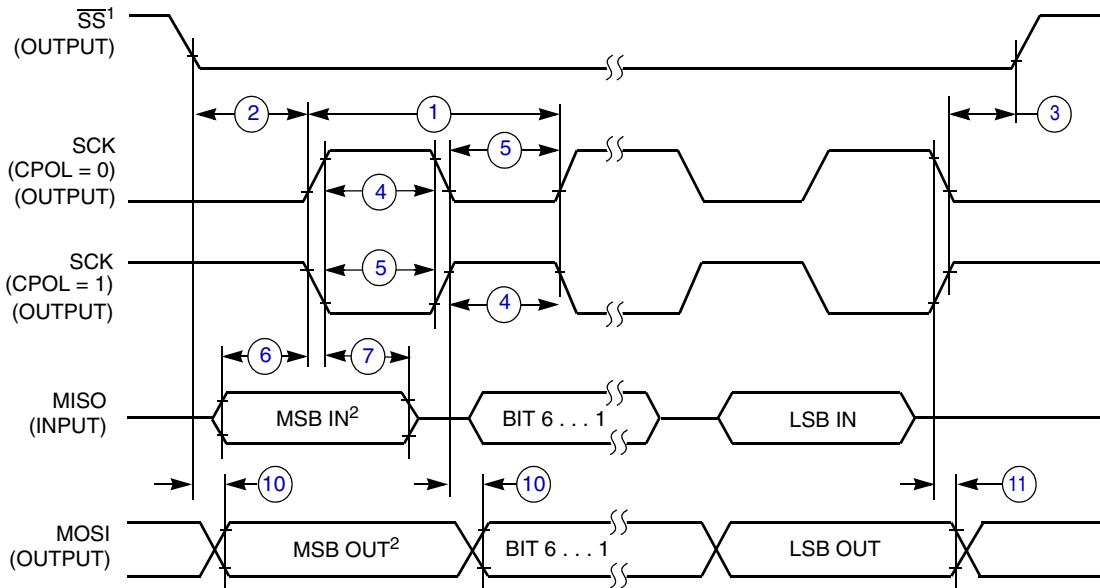 SS¹
(OUTPUT)
2
1
3
SCK
(CPOL = 0)
(OUTPUT)
5
4
SCK
(CPOL = 1)
(OUTPUT)
5
4
6
7
MISO
(INPUT)
MSB IN²
BIT 6 . . . 1
LSB IN
10
10
11
MOSI
(OUTPUT)
MSB OUT²
BIT 6 . . . 1
LSB OUT